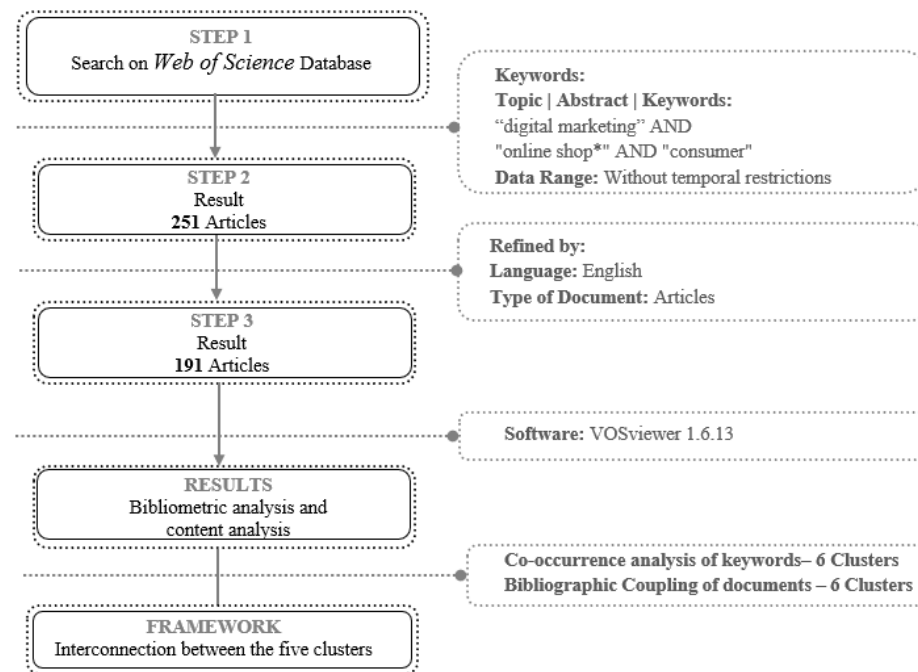 STEP 1
Search on Web of Science Database
Keywords:
Topic | Abstract | Keywords:
“digital marketing” AND
"online shop*" AND "consumer"
Data Range: Without temporal restrictions
STEP 2
Result
251 Articles
Refined by:
Language: English
Type of Document: Articles
STEP 3
Result
191 Articles
Software: VOSviewer 1.6.13
RESULTS
Bibliometric analysis and
content analysis
Co-occurrence analysis of keywords– 6 Clusters
Bibliographic Coupling of documents – 6 Clusters
FRAMEWORK
Interconnection between the five clusters